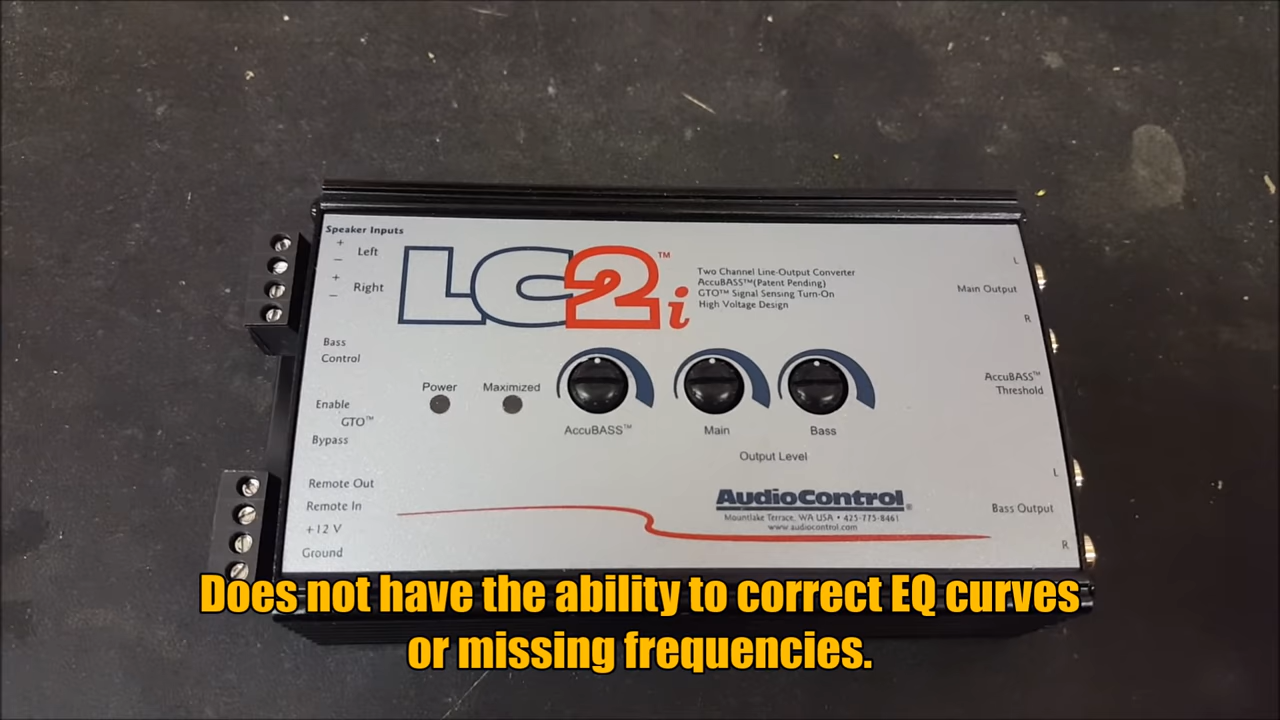 Speaker Inputs
+
Left
–
+
Right
–
Bass
Control
Enable
GTO™
Bypass
Remote Out
Remote In
+12 V
Ground
LC2i™
Two Channel Line-Output Converter
AccuBASS™(Patent Pending)
GTO™ Signal Sensing Turn-On
High Voltage Design
Power
Maximized
AccuBASS™
Main
Bass
Output Level
AudioControl®
Mountlake Terrace, WA USA • 425-775-8461
www.audiocontrol.com
L
Main Output
R
AccuBASS™
Threshold
L
Bass Output
R
Does not have the ability to correct EQ curves
or missing frequencies.